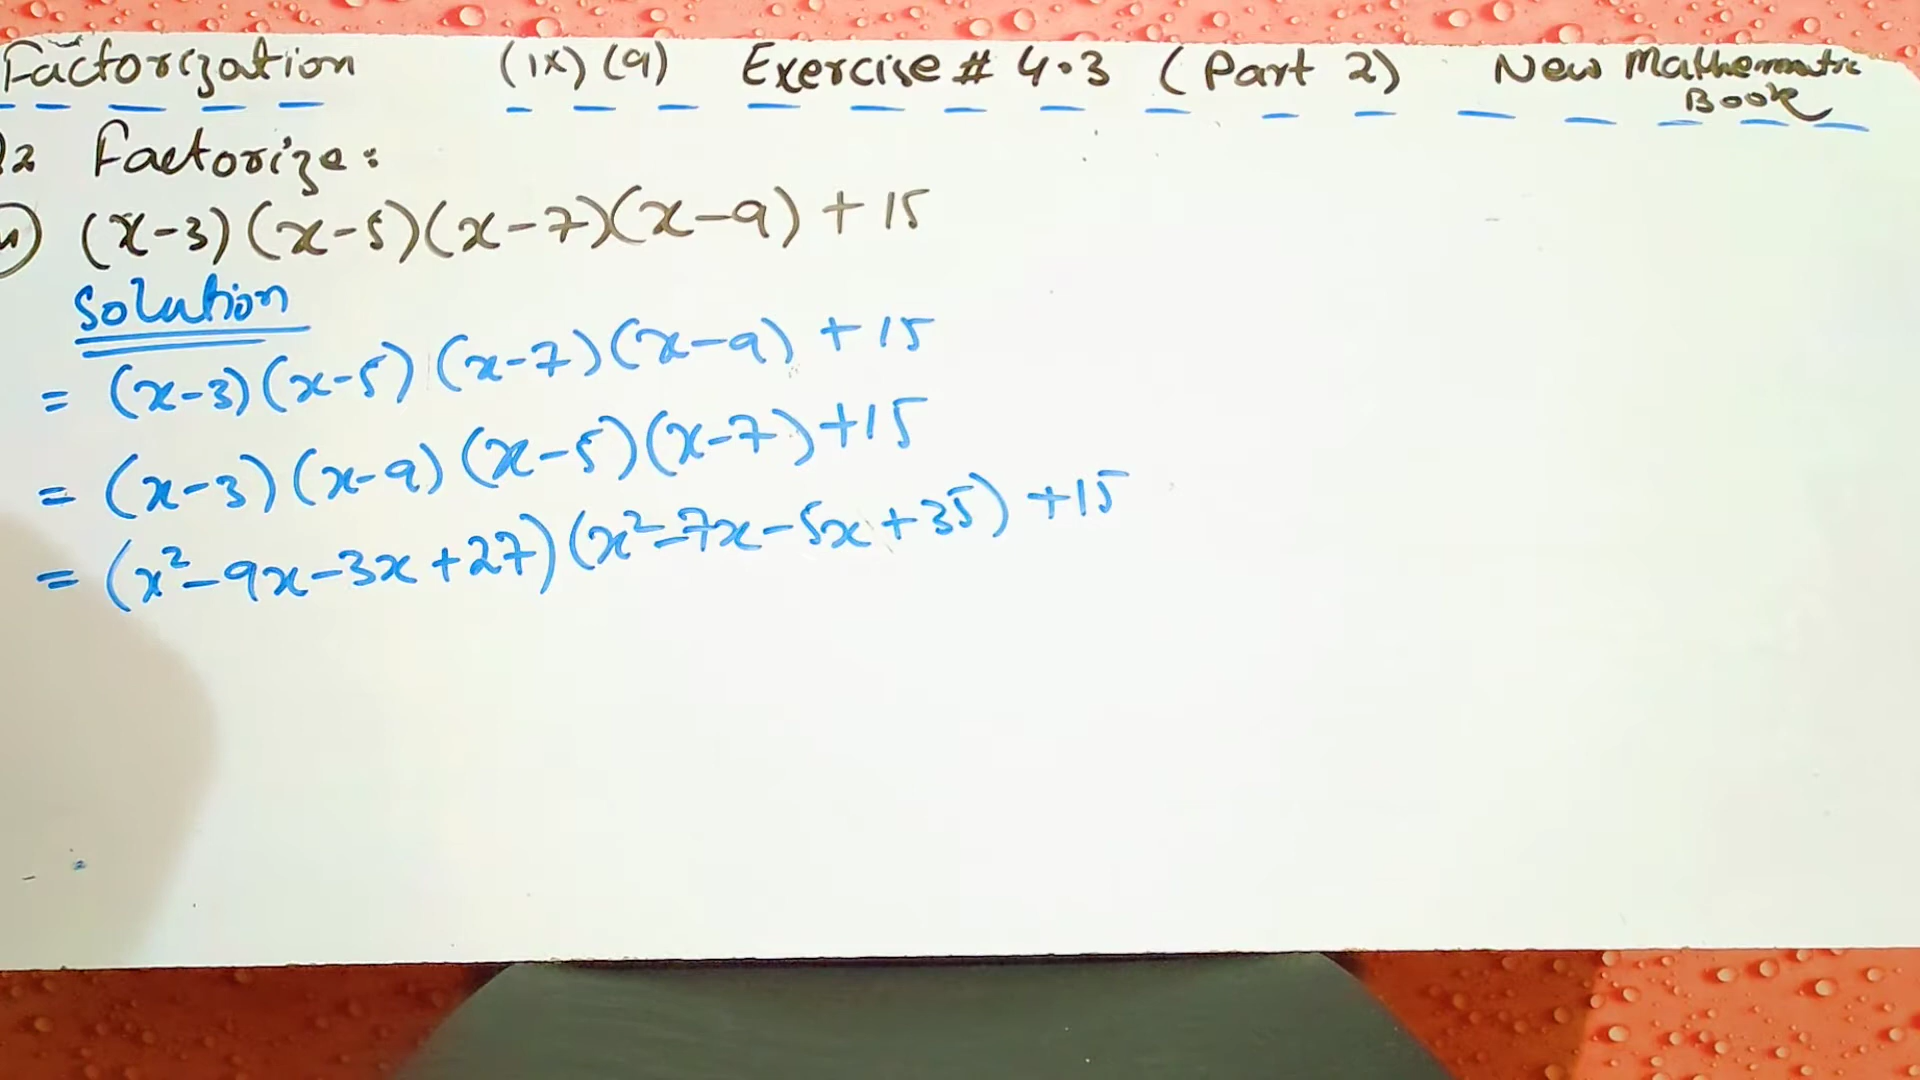 Factorization (ix) (9) Exercise # 4.3 (Part 2) New Mathematic Book
2 Factorize:
(x-3)(x-5)(x-7)(x-9)+15
Solution
= (x-3)(x-5)(x-7)(x-9)+15
= (x-3)(x-9)(x-5)(x-7)+15
= (x²-9x-3x+27)(x²-7x-5x+35)+15